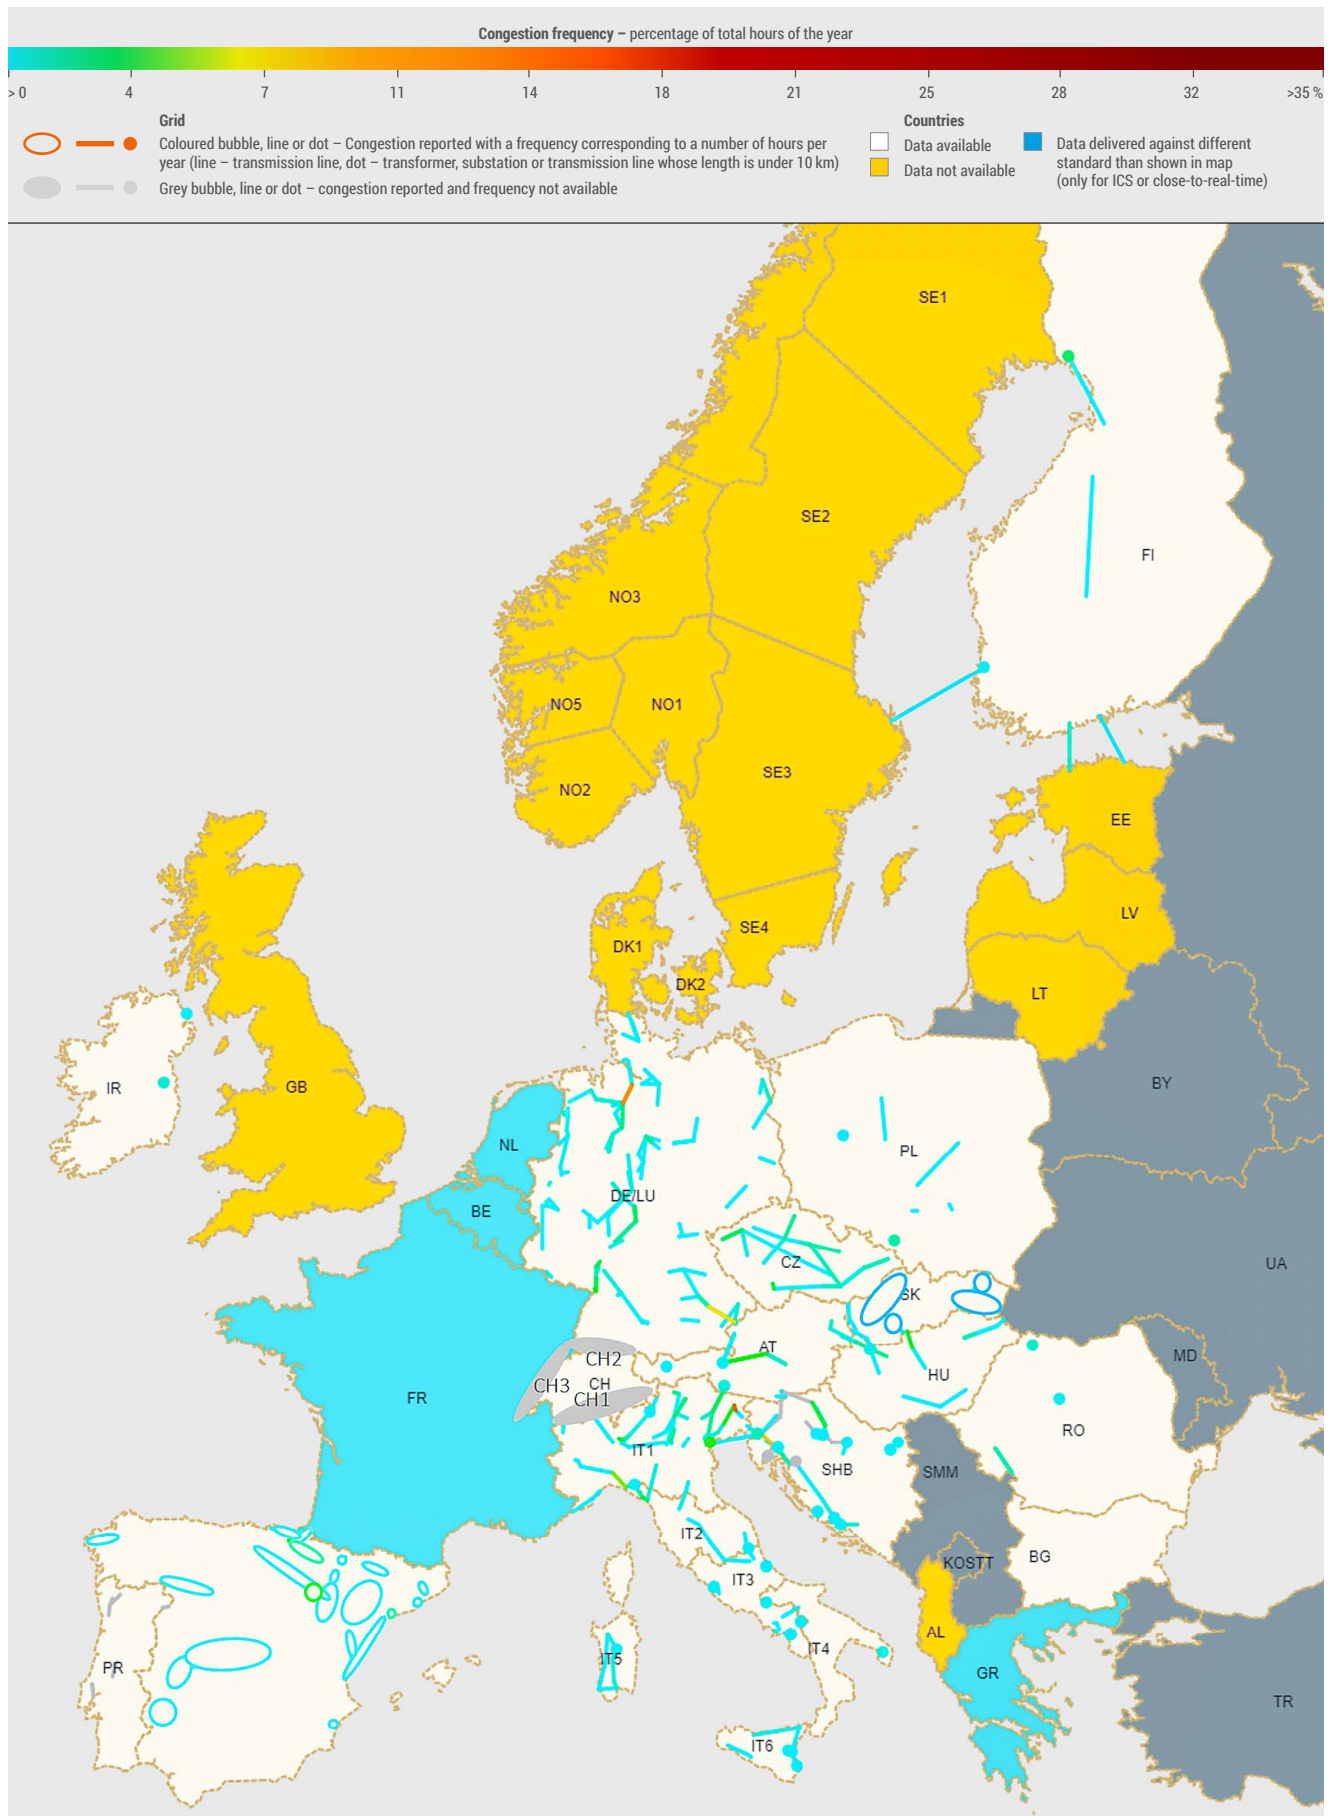 Congestion frequency – percentage of total hours of the year
> 0 4 7 11 14 18 21 25 28 32 >35 %
Grid
Coloured bubble, line or dot – Congestion reported with a frequency corresponding to a number of hours per
year (line – transmission line, dot – transformer, substation or transmission line whose length is under 10 km)
Grey bubble, line or dot – congestion reported and frequency not available
Countries
Data available
Data not available
Data delivered against different
standard than shown in map
(only for ICS or close-to-real-time)
SE1
SE2
FI
NO3
NO5
NO1
SE3
NO2
EE
LV
SE4
DK1
DK2
LT
IR
GB
BY
NL
PL
DE/LU
BE
CZ
UA
SK
AT
MD
CH2
HU
CH3
CH
CH1
FR
RO
IT1
SHB
SMM
IT2
KOSTT
BG
IT3
AL
IT4
PR
IT5
GR
TR
IT6